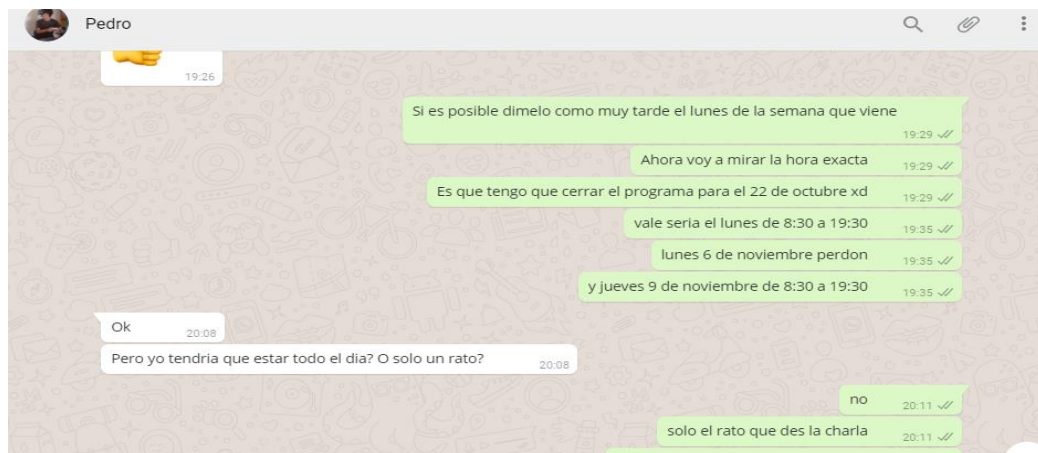 Pedro
19:26
Si es posible dimelo como muy tarde el lunes de la semana que viene
19:29
Ahora voy a mirar la hora exacta 19:29
Es que tengo que cerrar el programa para el 22 de octubre xd 19:29
vale seria el lunes de 8:30 a 19:30 19:35
lunes 6 de noviembre perdon 19:35
y jueves 9 de noviembre de 8:30 a 19:30 19:35
Ok 20:08
Pero yo tendria que estar todo el dia? O solo un rato? 20:08
no 20:11
solo el rato que des la charla 20:11